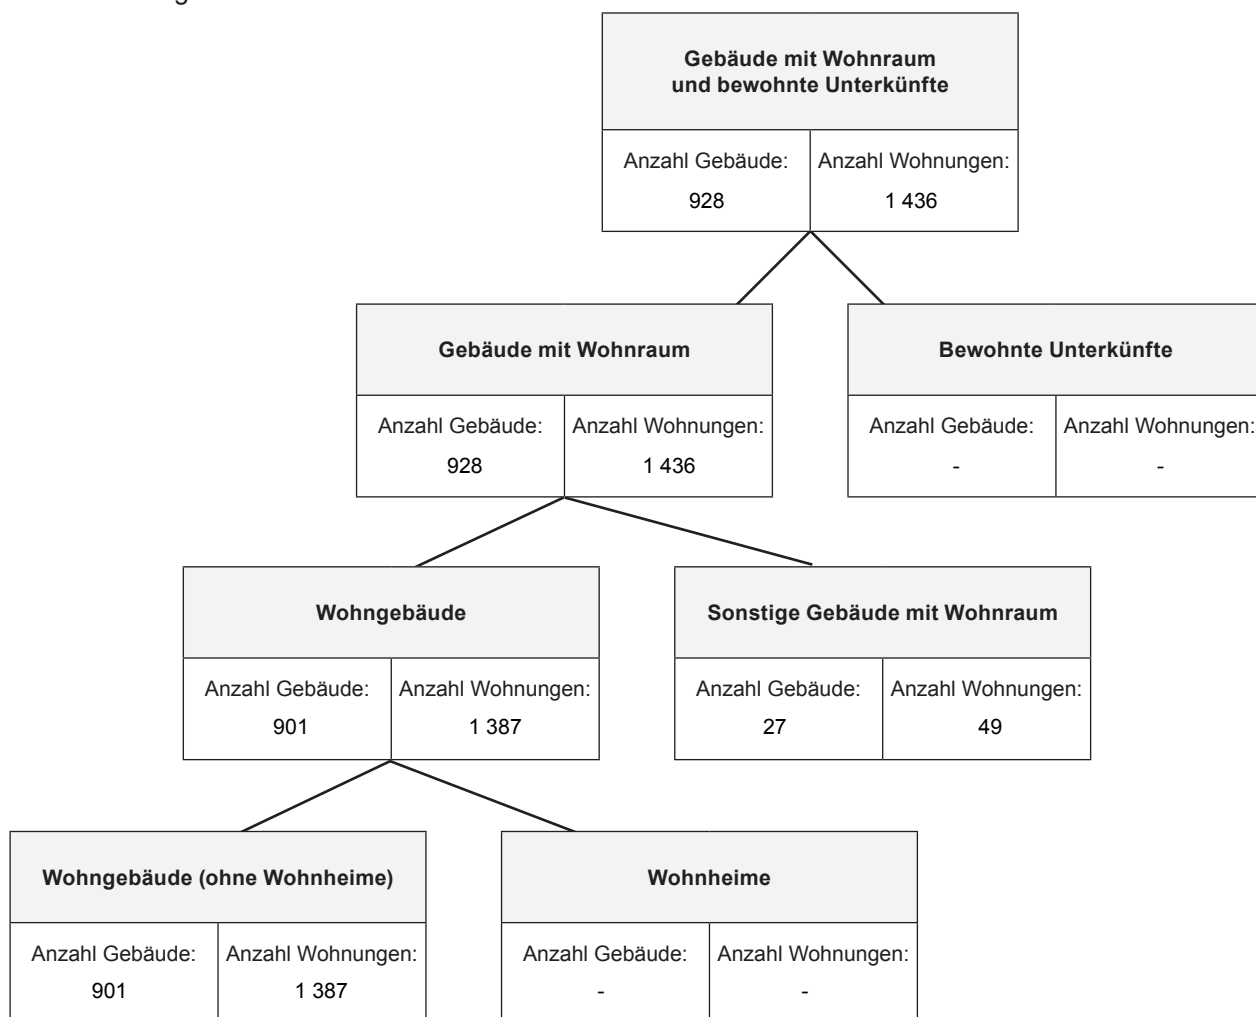 Gebäude mit Wohnraum
und bewohnte Unterkünfte
Anzahl Gebäude: Anzahl Wohnungen:
928 1 436
Gebäude mit Wohnraum
Anzahl Gebäude: Anzahl Wohnungen:
928 1 436
Bewohnte Unterkünfte
Anzahl Gebäude: Anzahl Wohnungen:
- -
Wohngebäude
Anzahl Gebäude: Anzahl Wohnungen:
901 1 387
Sonstige Gebäude mit Wohnraum
Anzahl Gebäude: Anzahl Wohnungen:
27 49
Wohngebäude (ohne Wohnheime)
Anzahl Gebäude: Anzahl Wohnungen:
901 1 387
Wohnheime
Anzahl Gebäude: Anzahl Wohnungen:
- -